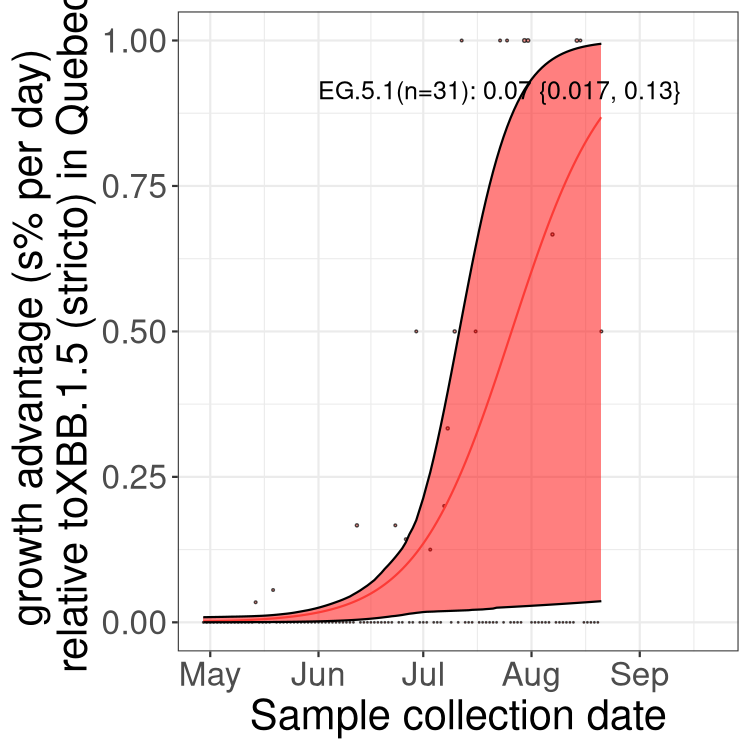 growth advantage (s% per day)
relative toXBB.1.5 (stricto) in Quebec
1.00
EG.5.1(n=31): 0.07 {0.017, 0.13}
0.75
0.50
0.25
0.00
May Jun Jul Aug Sep
Sample collection date